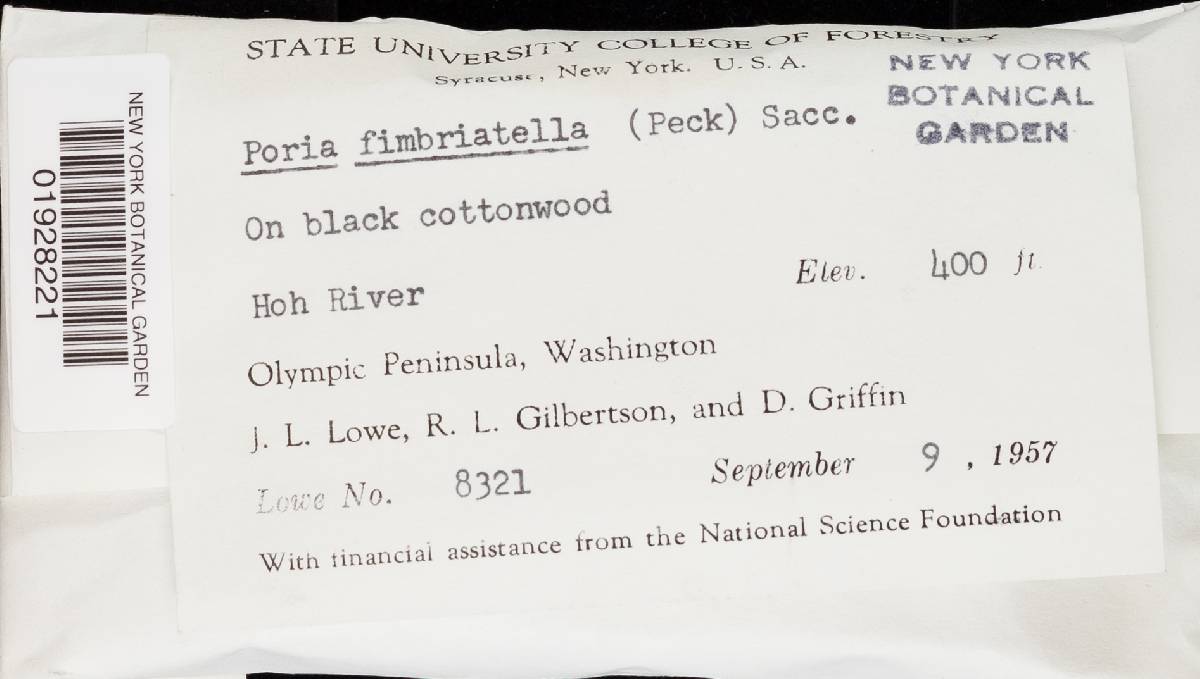 STATE UNIVERSITY COLLEGE OF FORESTRY
Syracuse, New York. U. S. A.
NEW YORK
BOTANICAL
GARDEN
Poria fimbriatella (Peck) Sacc.
On black cottonwood
Hoh River Elev. 400 ft.
Olympic Peninsula, Washington
J. L. Lowe, R. L. Gilbertson, and D. Griffin
Lowe No. 8321 September 9, 1957
With financial assistance from the National Science Foundation
NEW YORK BOTANICAL GARDEN
01928221